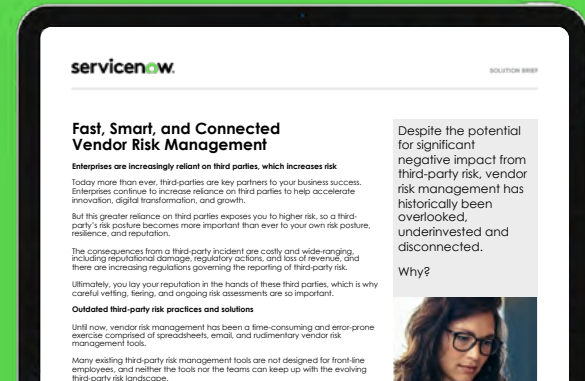 servicenow.
SOLUTION BRIEF
Fast, Smart, and Connected
Vendor Risk Management
Enterprises are increasingly reliant on third parties, which increases risk
Today more than ever, third-parties are key partners to your business success.
Enterprises continue to increase reliance on third parties to help accelerate
innovation, digital transformation, and growth.
But this greater reliance on third parties exposes you to higher risk, so a third-
party's risk posture becomes more important than ever to your own risk posture,
resilience, and reputation.
The consequences from a third-party incident are costly and wide-ranging,
including reputational damage, regulatory actions, and loss of revenue, and
there are increasing regulations governing the reporting of third-party risk.
Ultimately, you lay your reputation in the hands of these third parties, which is why
careful vetting, tiering, and ongoing risk assessments are so important.
Outdated third-party risk practices and solutions
Until now, vendor risk management has been a time-consuming and error-prone
exercise comprised of spreadsheets, email, and rudimentary vendor risk
management tools.
Many existing third-party risk management tools are not designed for front-line
employees, and neither the tools nor the teams can keep up with the evolving
third-party risk landscape.
Despite the potential
for significant
negative impact from
third-party risk, vendor
risk management has
historically been
overlooked,
underinvested and
disconnected.
Why?